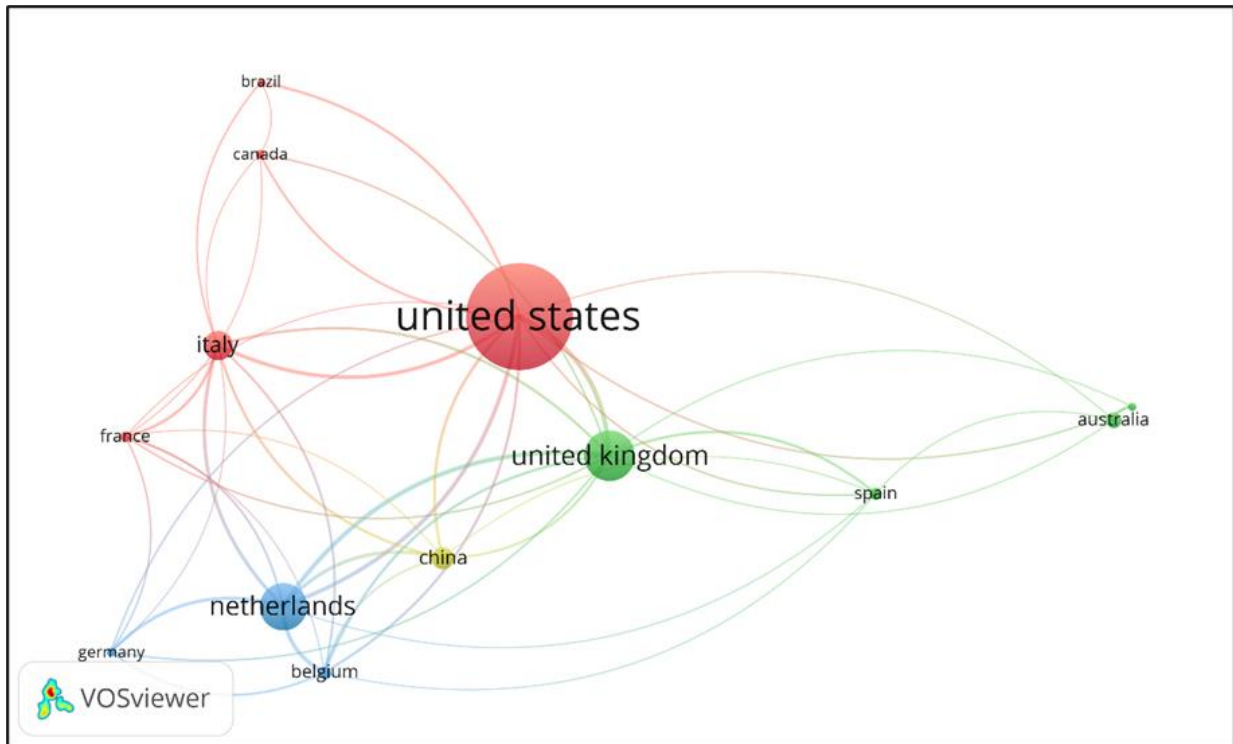 brazil
canada
united states
italy
australia
france
united kingdom
spain
china
netherlands
germany
belgium
VOSviewer